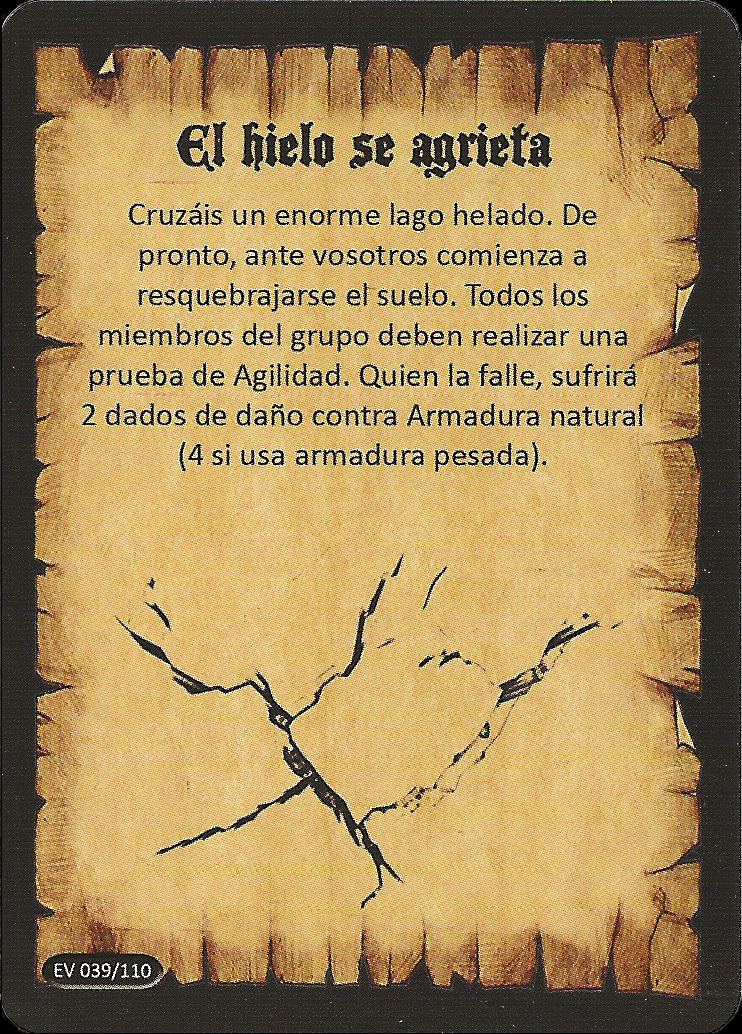 El hielo se agrieta
Cruzáis un enorme lago helado. De
pronto, ante vosotros comienza a
resquebrajarse el suelo. Todos los
miembros del grupo deben realizar una
prueba de Agilidad. Quien la falle, sufrirá
2 dados de daño contra Armadura natural
(4 si usa armadura pesada).
EV 039/110